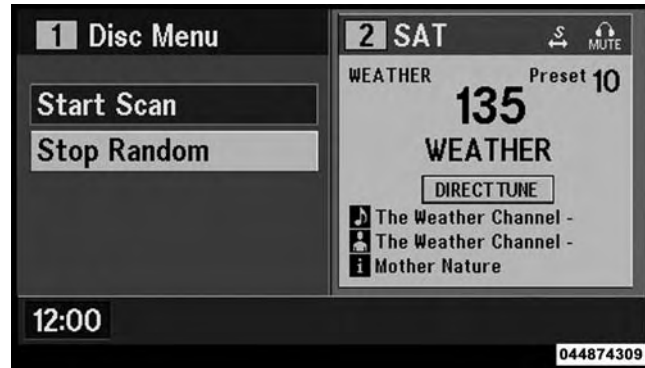 1 Disc Menu
Start Scan
Stop Random
2 SAT
S
MUTE
WEATHER
Preset 10
135
WEATHER
DIRECT TUNE
The Weather Channel -
The Weather Channel -
i Mother Nature
12:00
044874309